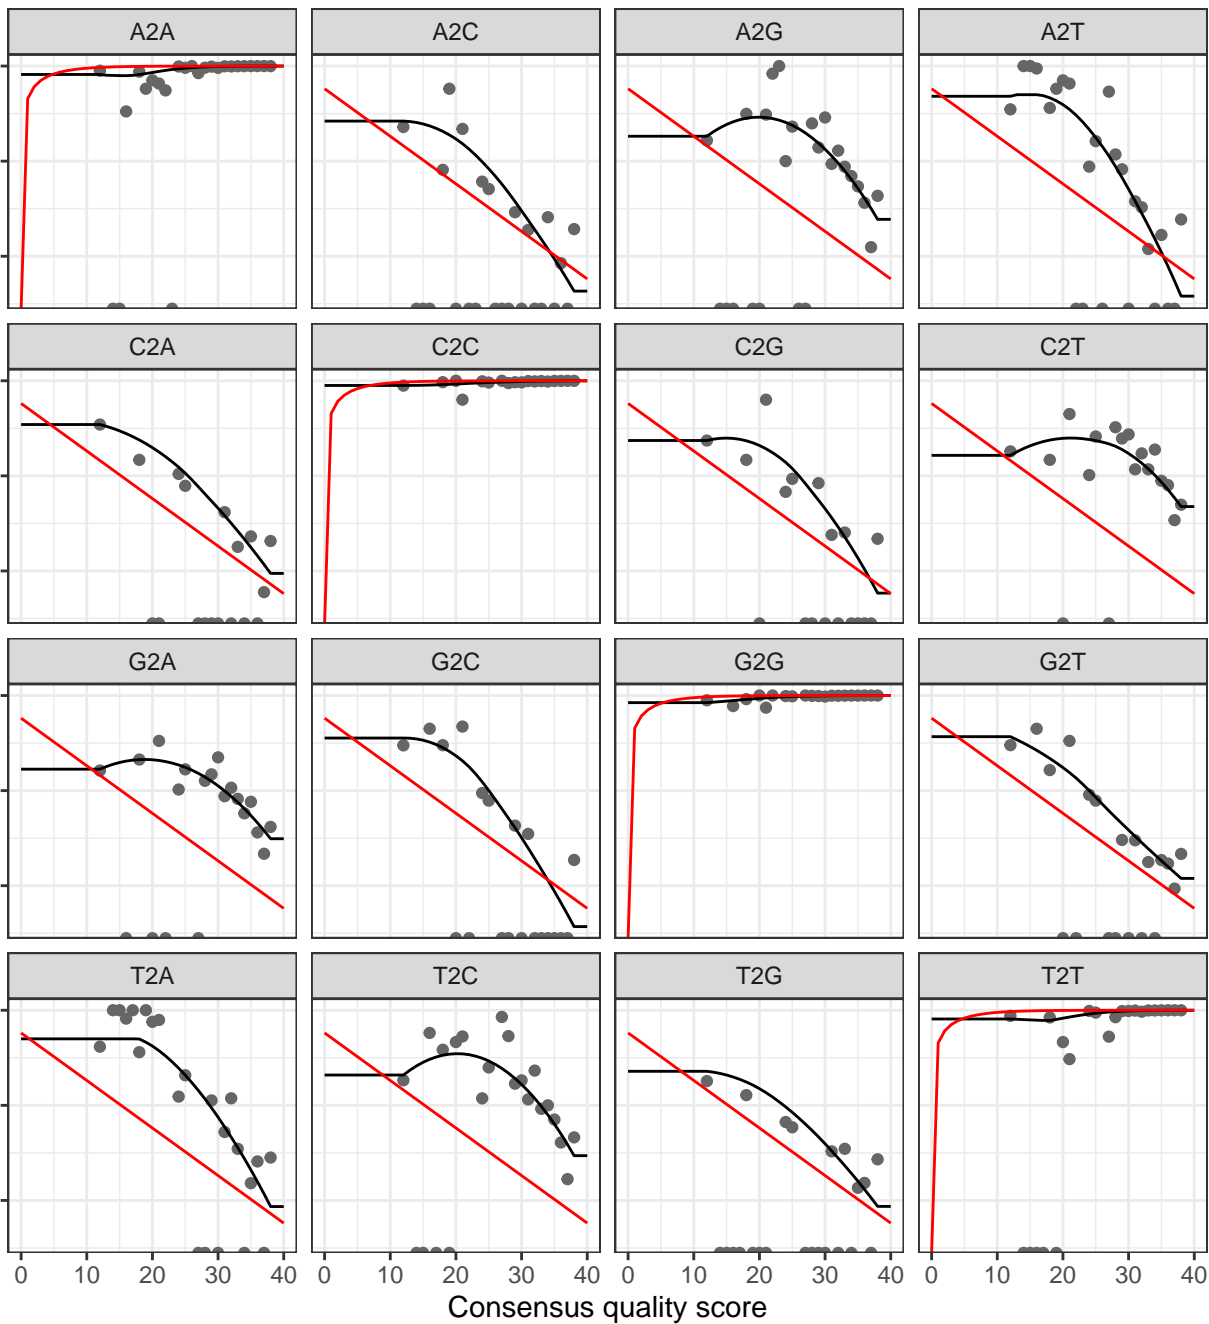 A2A A2C A2G A2T
C2A C2C C2G C2T
G2A G2C G2G G2T
T2A T2C T2G T2T
0 10 20 30 40 0 10 20 30 40 0 10 20 30 40 0 10 20 30 40
Consensus quality score